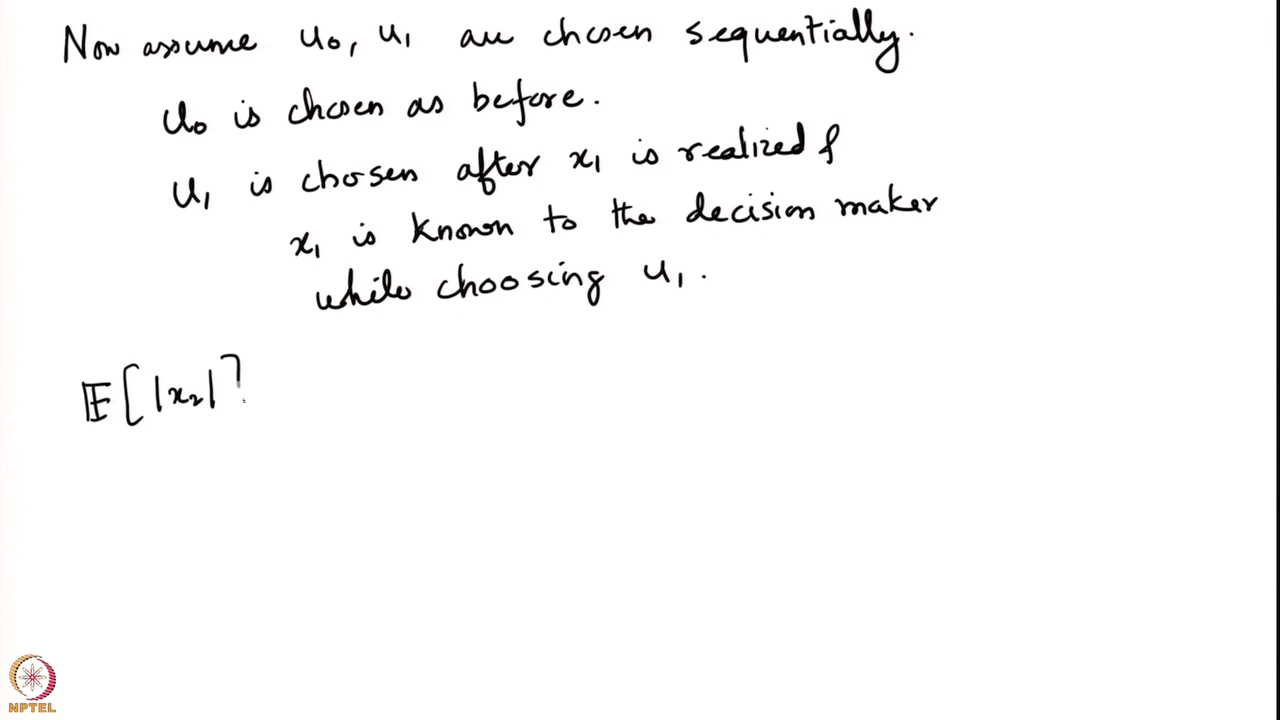 Now assume u₀, u₁ are chosen sequentially.
u₀ is chosen as before.
u₁ is chosen after x₁ is realized &
x₁ is known to the decision maker
while choosing u₁.
𝔼[|x₂|]
NPTEL